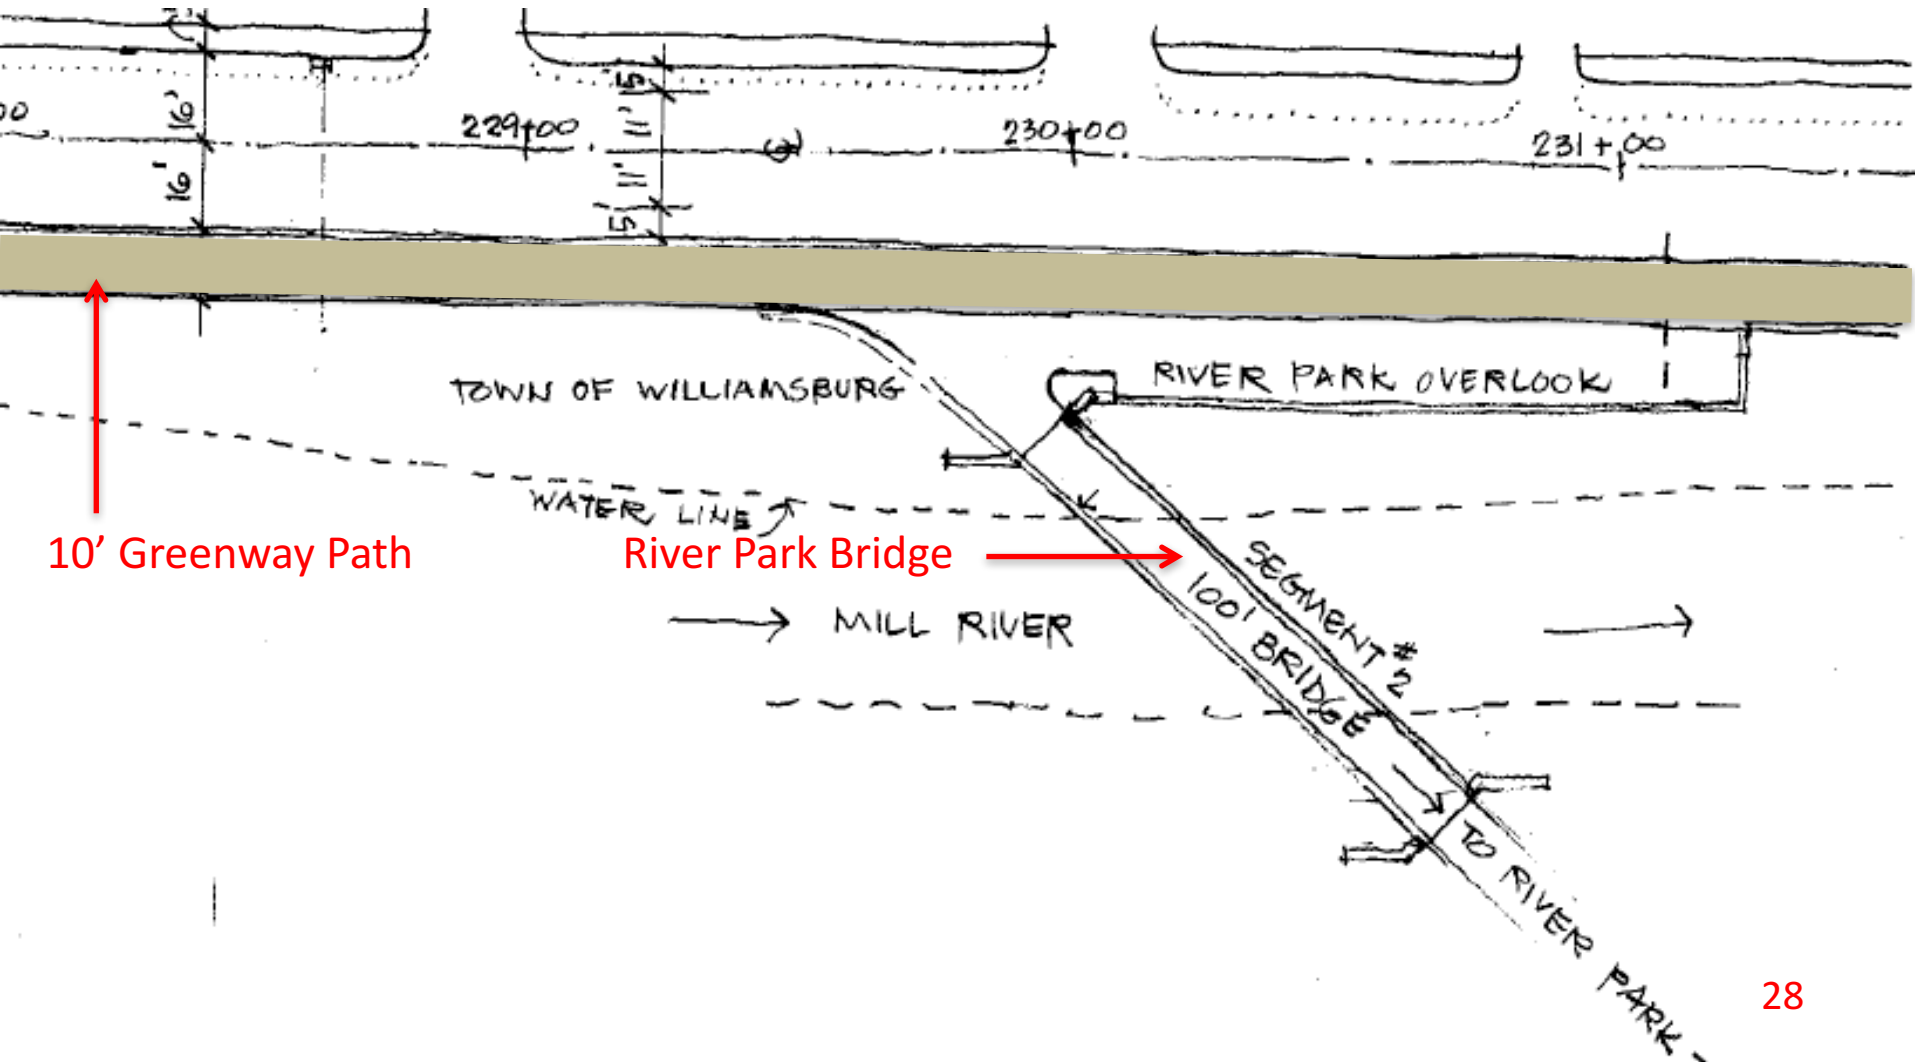 16'
16'
5
11'
11'
5
00
229+00
230+00
231+00
TOWN OF WILLIAMSBURG
RIVER PARK OVERLOOK
WATER LINE
10’ Greenway Path
River Park Bridge
MILL RIVER
SEGMENT #2
100' BRIDGE
TO RIVER PARK
28